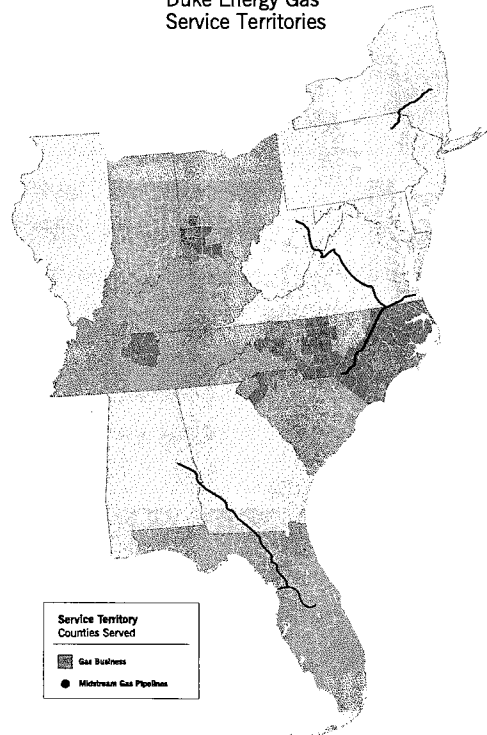 Duke Energy Gas
Service Territories
Service Territory
Counties Served
Gas Business
Midstream Gas Pipelines